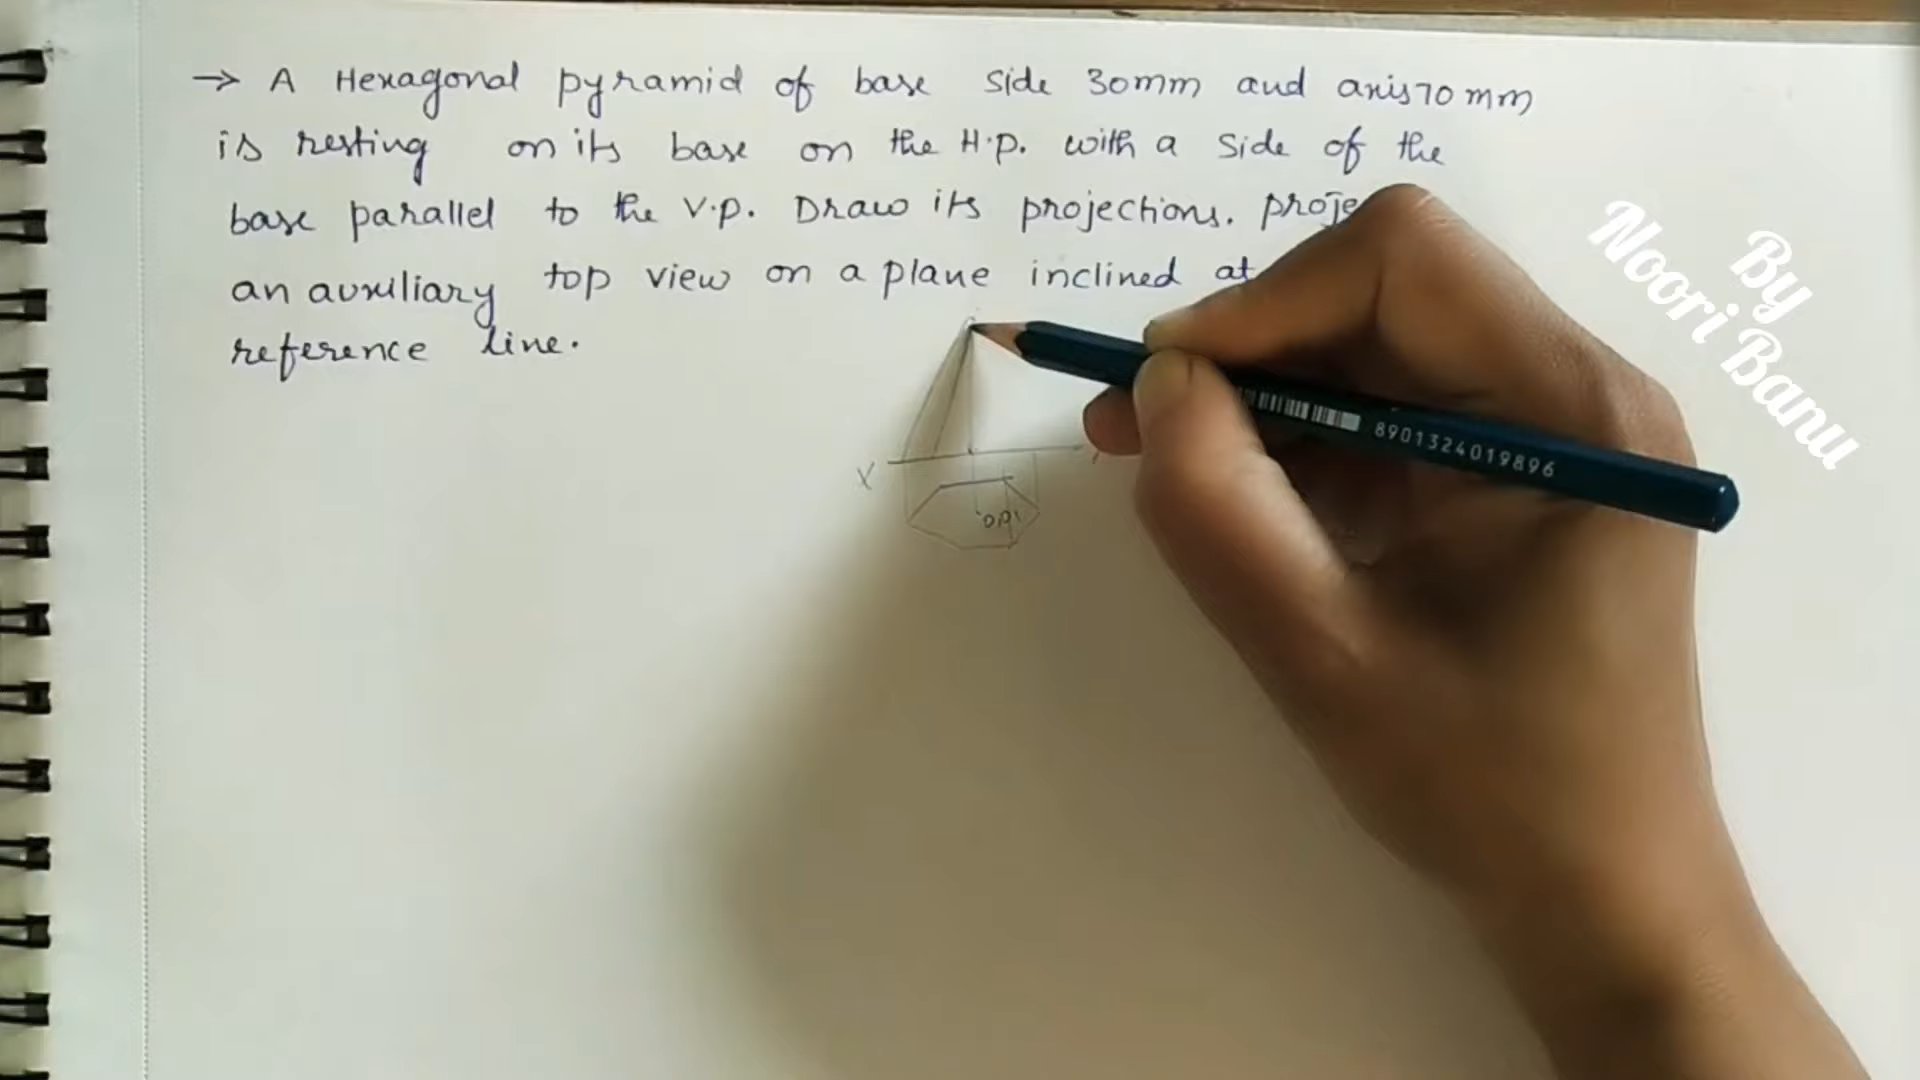 → A Hexagonal pyramid of base side 30mm and axis 70 mm
is resting on its base on the H.p. with a side of the
base parallel to the V.p. Draw its projections.
an auxiliary top view on a plane inclined at
reference line.
X
8901324019896
By
Noori Banu